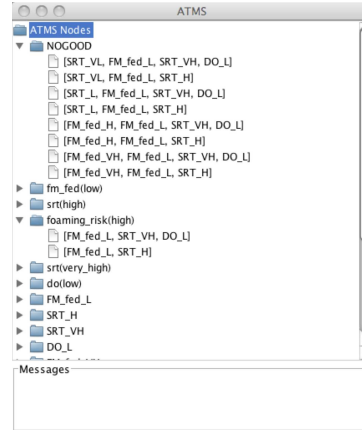 ATMS
ATMS Nodes
NOGOOD
[SRT_VL, FM_fed_L, SRT_VH, DO_L]
[SRT_VL, FM_fed_L, SRT_H]
[SRT_L, FM_fed_L, SRT_VH, DO_L]
[SRT_L, FM_fed_L, SRT_H]
[FM_fed_H, FM_fed_L, SRT_VH, DO_L]
[FM_fed_H, FM_fed_L, SRT_H]
[FM_fed_VH, FM_fed_L, SRT_VH, DO_L]
[FM_fed_VH, FM_fed_L, SRT_H]
fm_fed(low)
srt(high)
foaming_risk(high)
[FM_fed_L, SRT_VH, DO_L]
[FM_fed_L, SRT_H]
srt(very_high)
do(low)
FM_fed_L
SRT_H
SRT_VH
DO_L
Messages